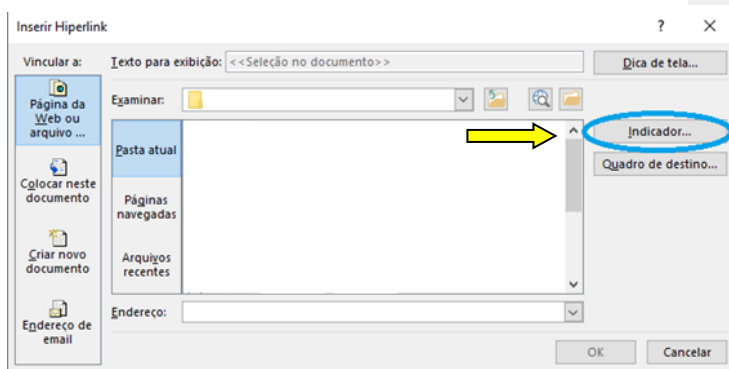 Inserir Hiperlink
? ×
Vincular a:
Texto para exibição: <<Seleção no documento>>
Dica de tela...
Página da
Web ou
arquivo ...
Examinar:
Indicador...
Pasta atual
Quadro de destino...
Colocar neste
documento
Páginas
navegadas
Criar novo
documento
Arquivos
recentes
Endereço:
Endereço de
email
OK
Cancelar